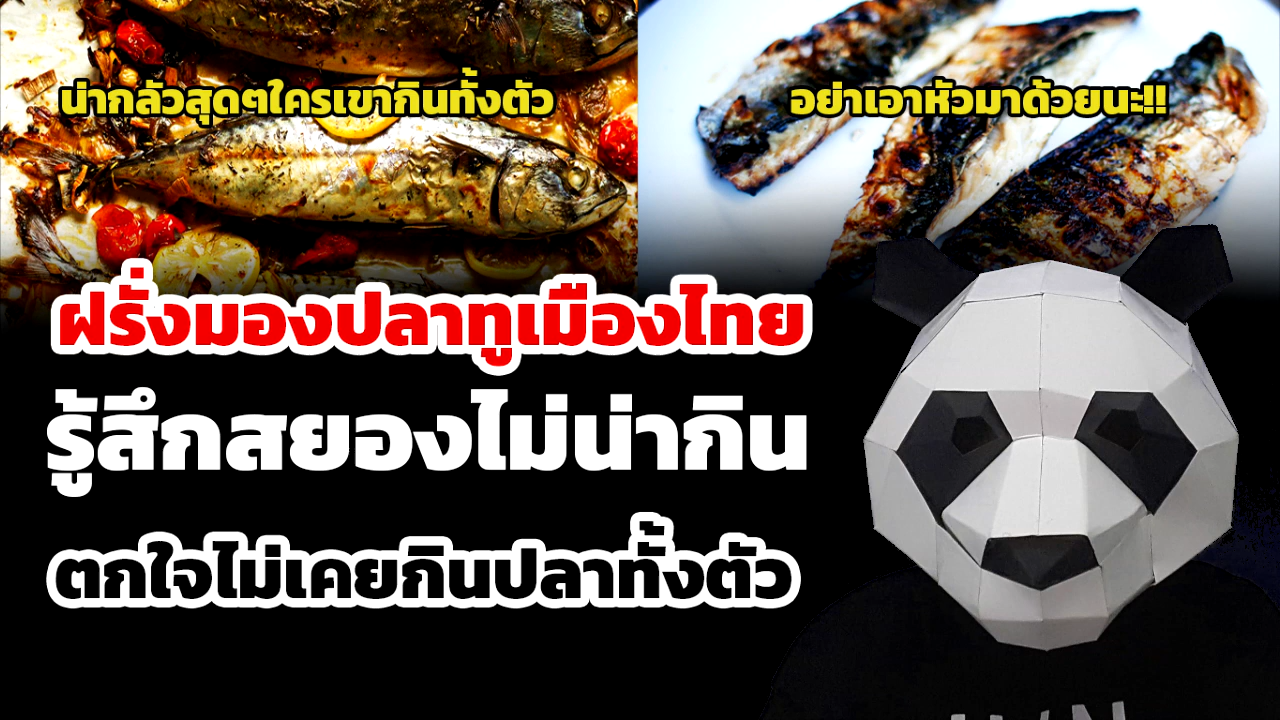 น่ากลัวสุดๆใครเขากินทั้งตัว
อย่าเอาหัวมาด้วยนะ!!
ฝรั่งมองปลาทูเมืองไทย
รู้สึกสยองไม่น่ากิน
ตกใจไม่เคยกินปลาทั้งตัว